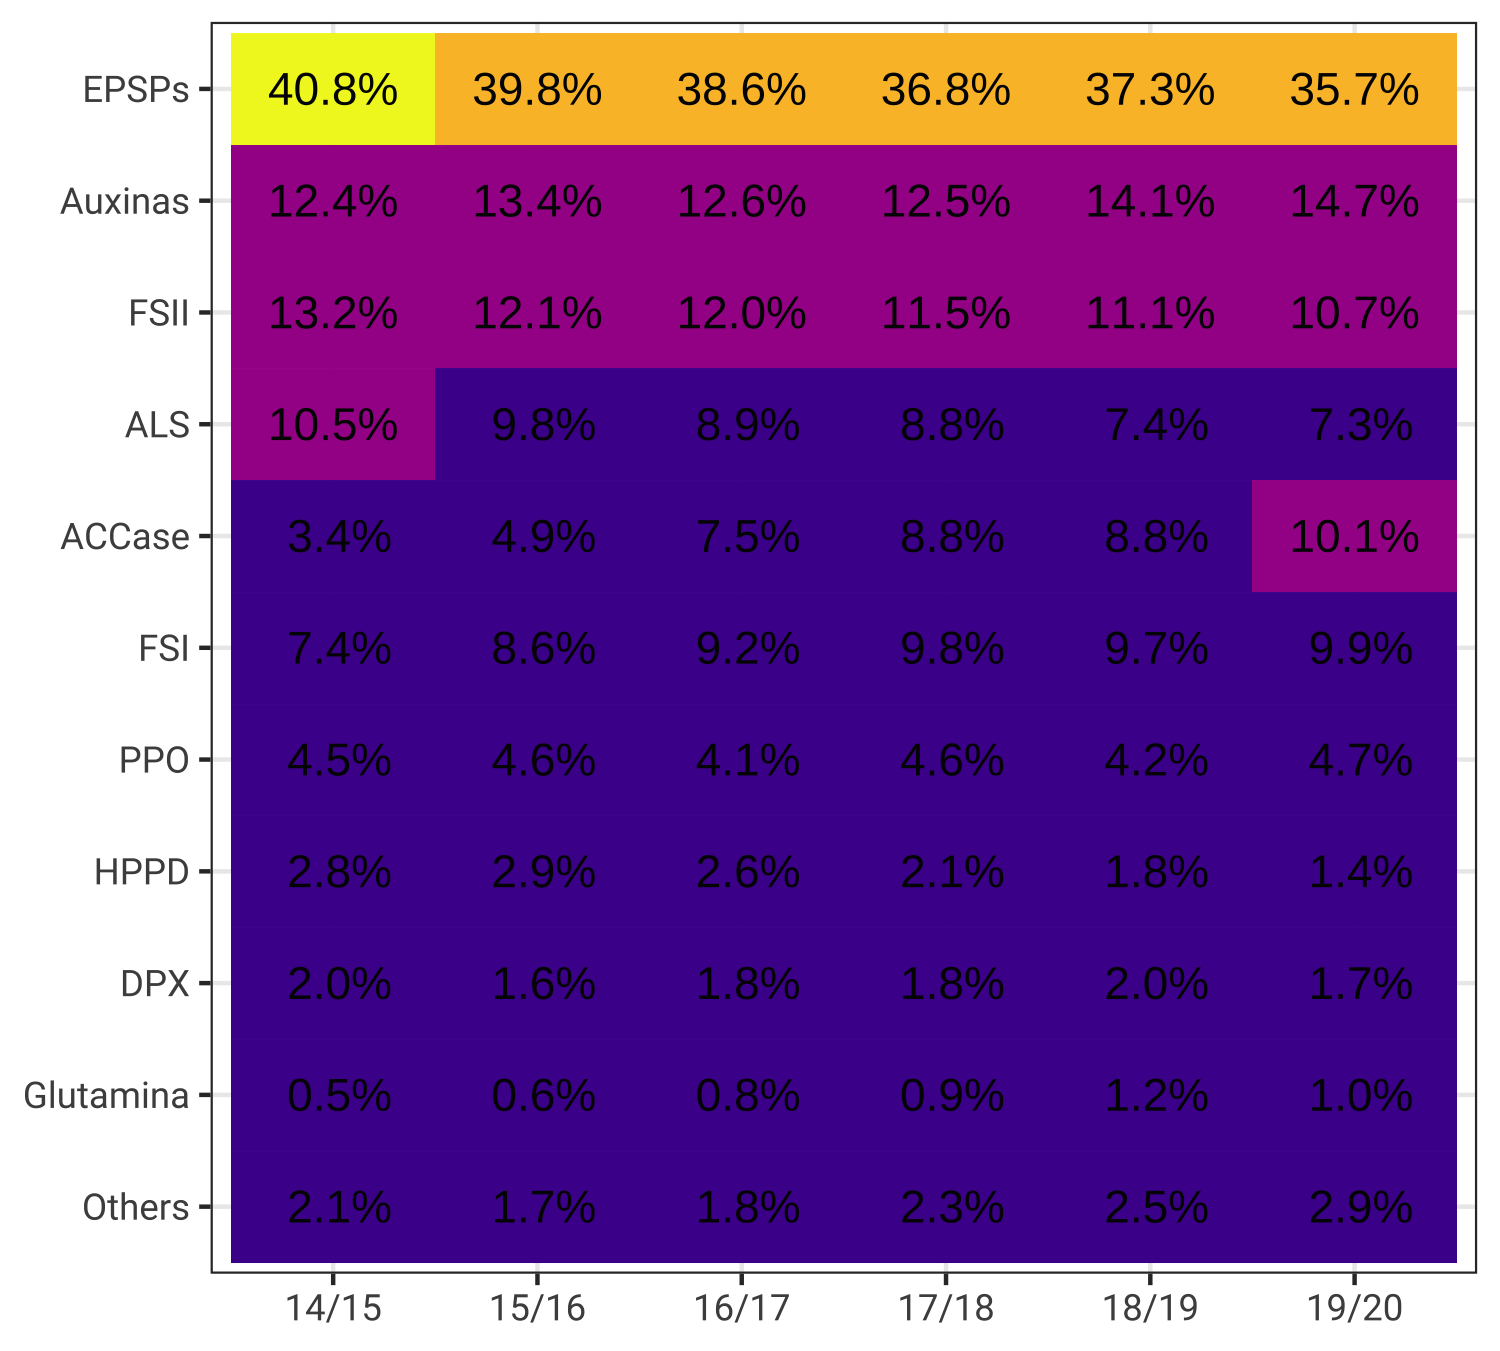 EPSPs 40.8% 39.8% 38.6% 36.8% 37.3% 35.7%
Auxinas 12.4% 13.4% 12.6% 12.5% 14.1% 14.7%
FSII 13.2% 12.1% 12.0% 11.5% 11.1% 10.7%
ALS 10.5% 9.8% 8.9% 8.8% 7.4% 7.3%
ACCase 3.4% 4.9% 7.5% 8.8% 8.8% 10.1%
FSI 7.4% 8.6% 9.2% 9.8% 9.7% 9.9%
PPO 4.5% 4.6% 4.1% 4.6% 4.2% 4.7%
HPPD 2.8% 2.9% 2.6% 2.1% 1.8% 1.4%
DPX 2.0% 1.6% 1.8% 1.8% 2.0% 1.7%
Glutamina 0.5% 0.6% 0.8% 0.9% 1.2% 1.0%
Others 2.1% 1.7% 1.8% 2.3% 2.5% 2.9%
14/15 15/16 16/17 17/18 18/19 19/20